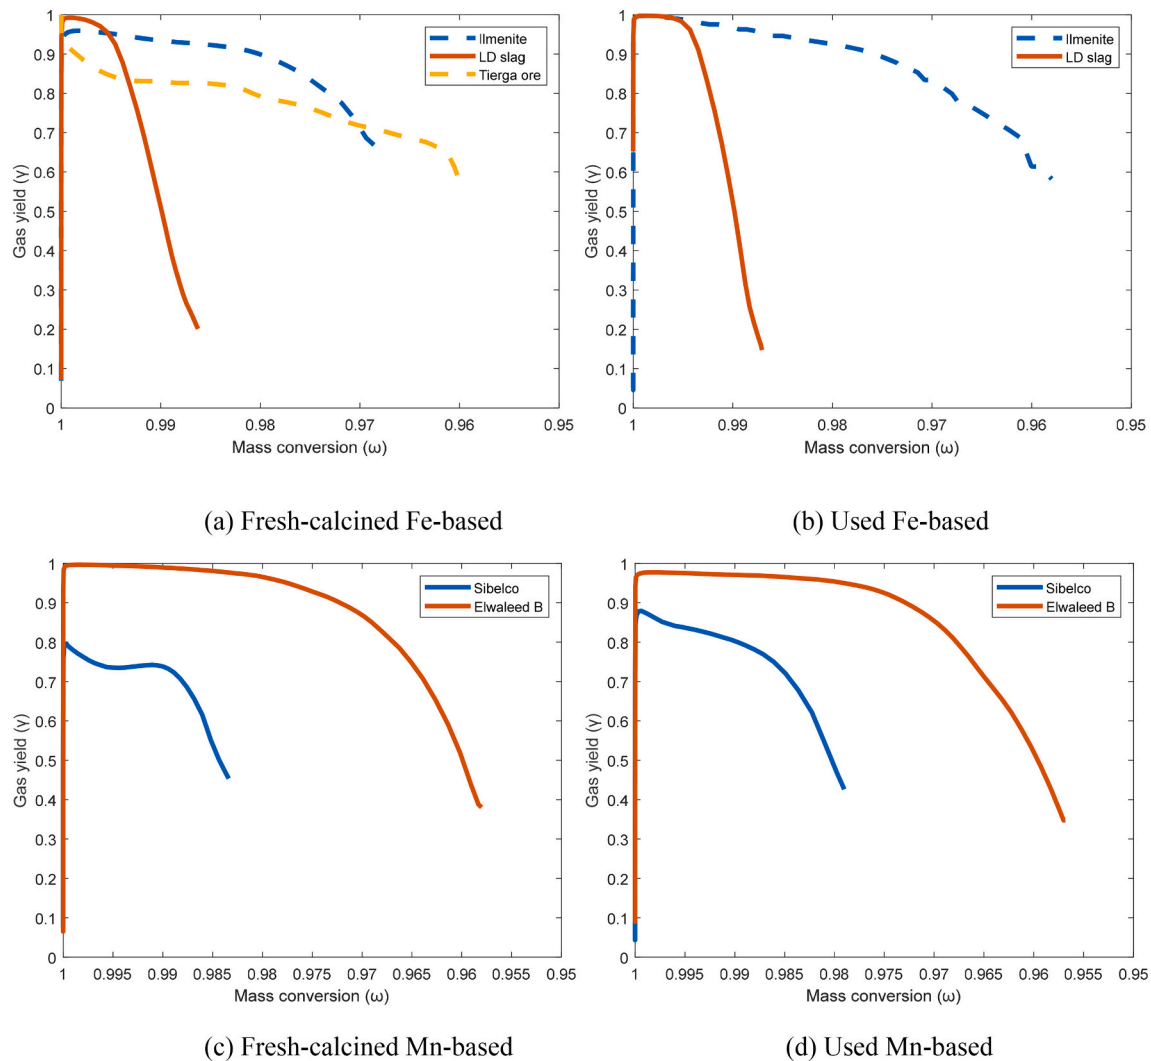 1
0.9
0.8
0.7
0.6
0.5
0.4
0.3
0.2
0.1
0
Gas yield (γ)
Ilmenite
LD slag
Tierga ore
1 0.99 0.98 0.97 0.96 0.95
Mass conversion (ω)
(a) Fresh-calcined Fe-based
1
0.9
0.8
0.7
0.6
0.5
0.4
0.3
0.2
0.1
0
Gas yield (γ)
Ilmenite
LD slag
1 0.99 0.98 0.97 0.96 0.95
Mass conversion (ω)
(b) Used Fe-based
1
0.9
0.8
0.7
0.6
0.5
0.4
0.3
0.2
0.1
0
Gas yield (γ)
Sibelco
Elwaleed B
1 0.995 0.99 0.985 0.98 0.975 0.97 0.965 0.96 0.955 0.95
Mass conversion (ω)
(c) Fresh-calcined Mn-based
1
0.9
0.8
0.7
0.6
0.5
0.4
0.3
0.2
0.1
0
Gas yield (γ)
Sibelco
Elwaleed B
1 0.995 0.99 0.985 0.98 0.975 0.97 0.965 0.96 0.955 0.95
Mass conversion (ω)
(d) Used Mn-based